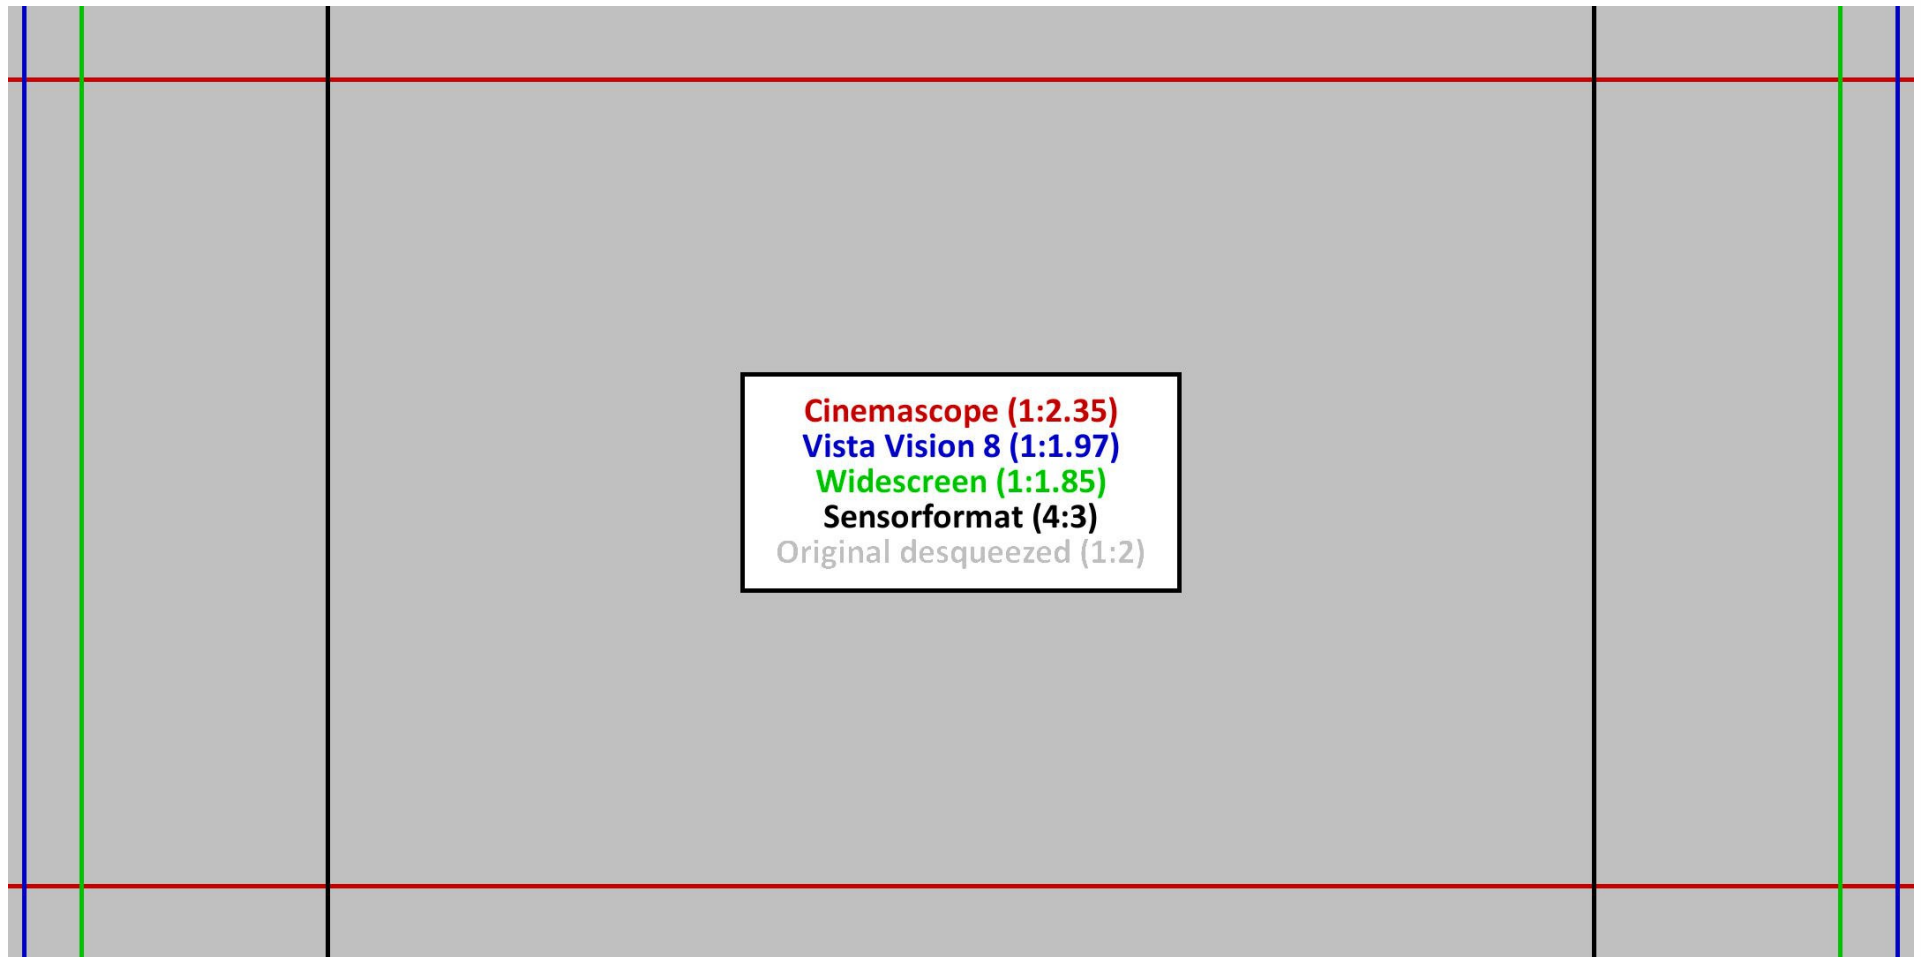 Cinemascope (1:2.35)
Vista Vision 8 (1:1.97)
Widescreen (1:1.85)
Sensorformat (4:3)
Original desqueezed (1:2)